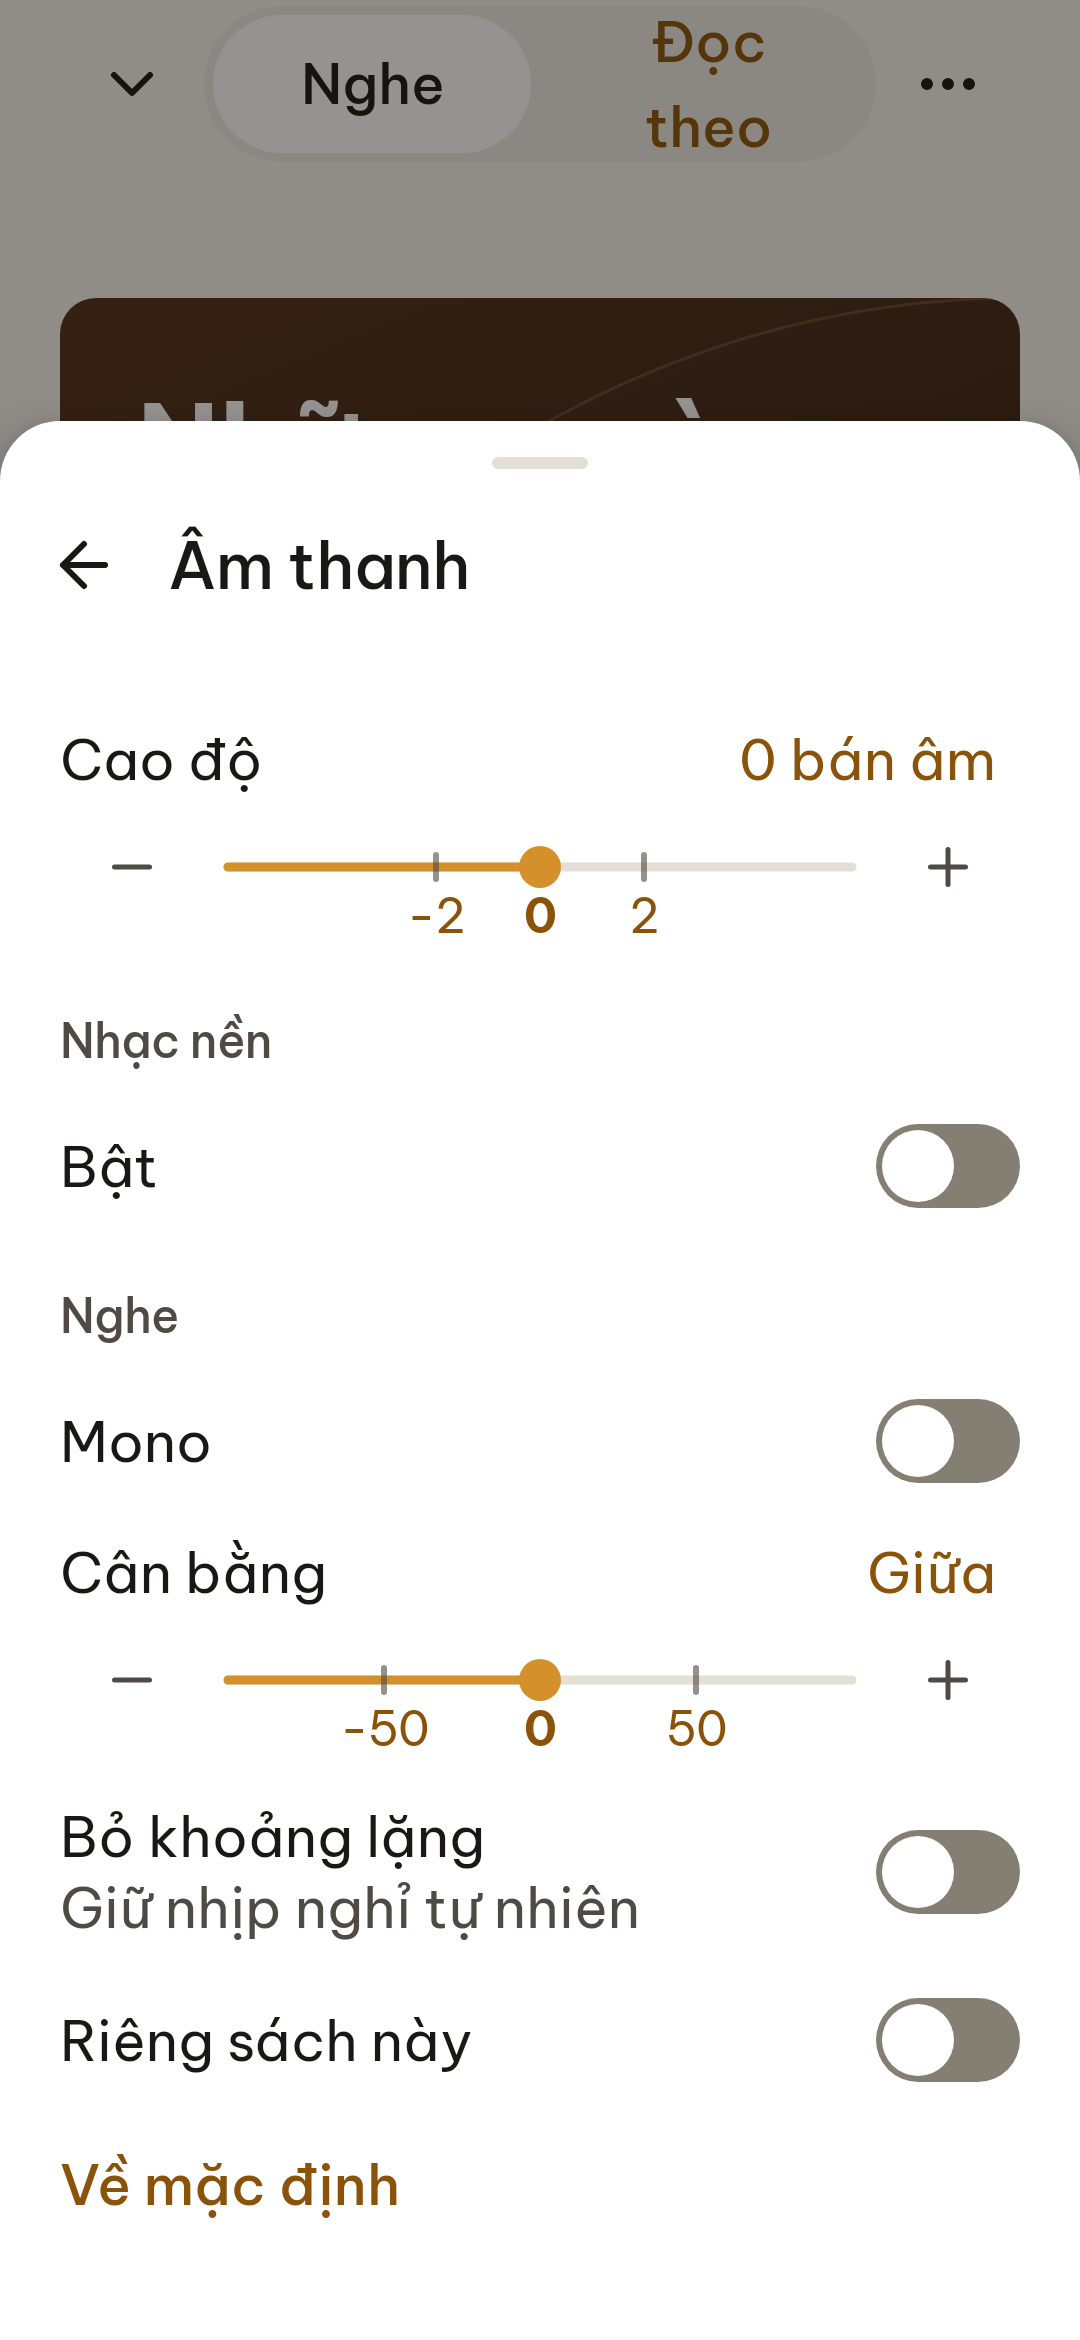 Nghe
Đọc
theo
Âm thanh
Cao độ
0 bán âm
-2
0
2
Nhạc nền
Bật
Nghe
Mono
Cân bằng
Giữa
-50
0
50
Bỏ khoảng lặng
Giữ nhịp nghỉ tự nhiên
Riêng sách này
Về mặc định